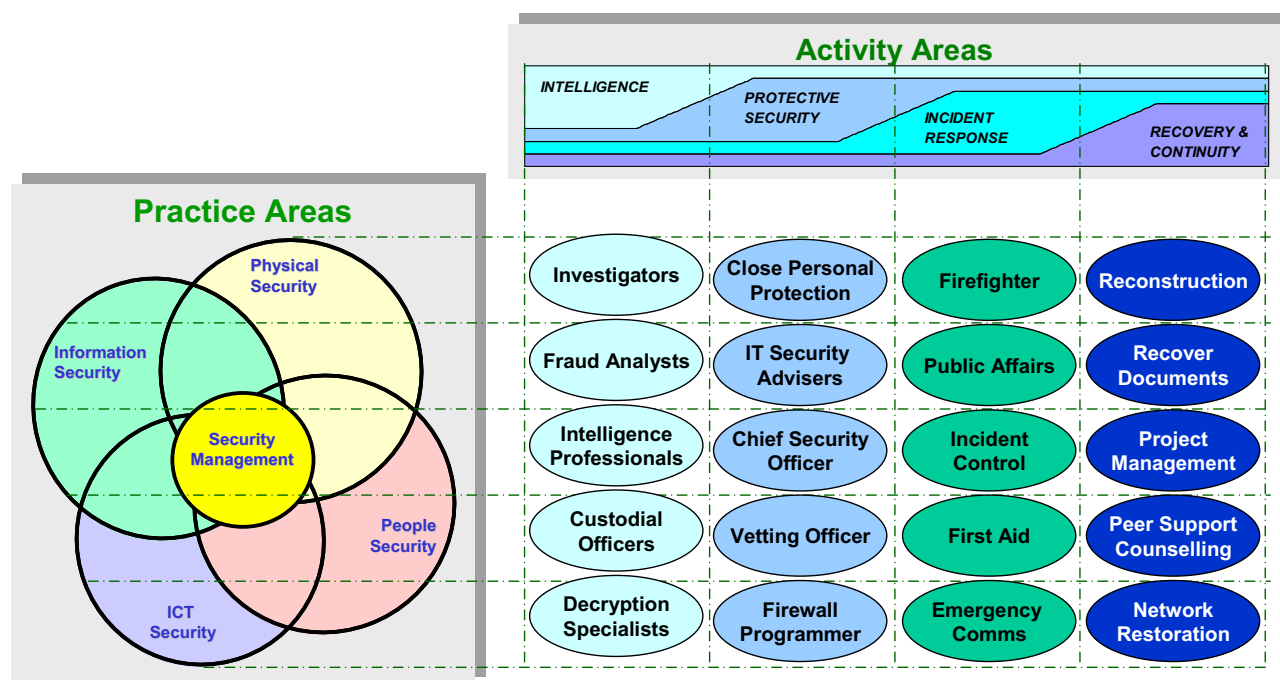 Activity Areas
INTELLIGENCE
PROTECTIVE
SECURITY
INCIDENT
RESPONSE
RECOVERY &
CONTINUITY
Practice Areas
Physical
Security
Information
Security
Security
Management
People
Security
ICT
Security
Investigators
Close Personal
Protection
Firefighter
Reconstruction
Fraud Analysts
IT Security
Advisers
Public Affairs
Recover
Documents
Intelligence
Professionals
Chief Security
Officer
Incident
Control
Project
Management
Custodial
Officers
Vetting Officer
First Aid
Peer Support
Counselling
Decryption
Specialists
Firewall
Programmer
Emergency
Comms
Network
Restoration